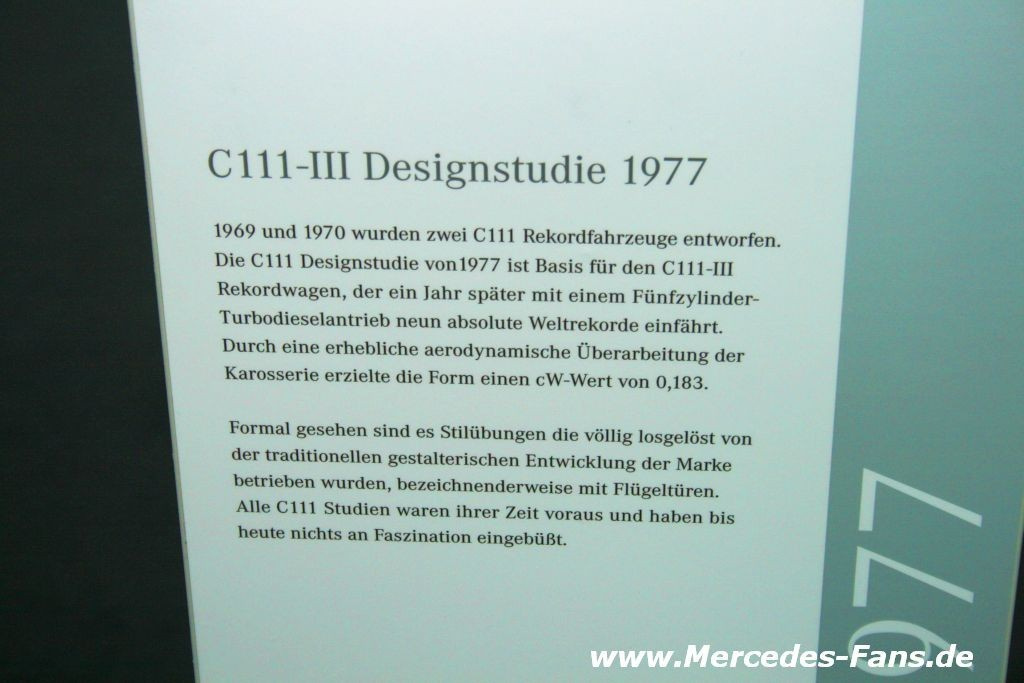 C111-III Designstudie 1977
1969 und 1970 wurden zwei C111 Rekordfahrzeuge entworfen.
Die C111 Designstudie von1977 ist Basis für den C111-III
Rekordwagen, der ein Jahr später mit einem Fünfzylinder-
Turbodieselantrieb neun absolute Weltrekorde einfährt.
Durch eine erhebliche aerodynamische Überarbeitung der
Karosserie erzielte die Form einen cW-Wert von 0,183.
Formal gesehen sind es Stilübungen die völlig losgelöst von
der traditionellen gestalterischen Entwicklung der Marke
betrieben wurden, bezeichnenderweise mit Flügeltüren.
Alle C111 Studien waren ihrer Zeit voraus und haben bis
heute nichts an Faszination eingebüßt.
977
www.Mercedes-Fans.de